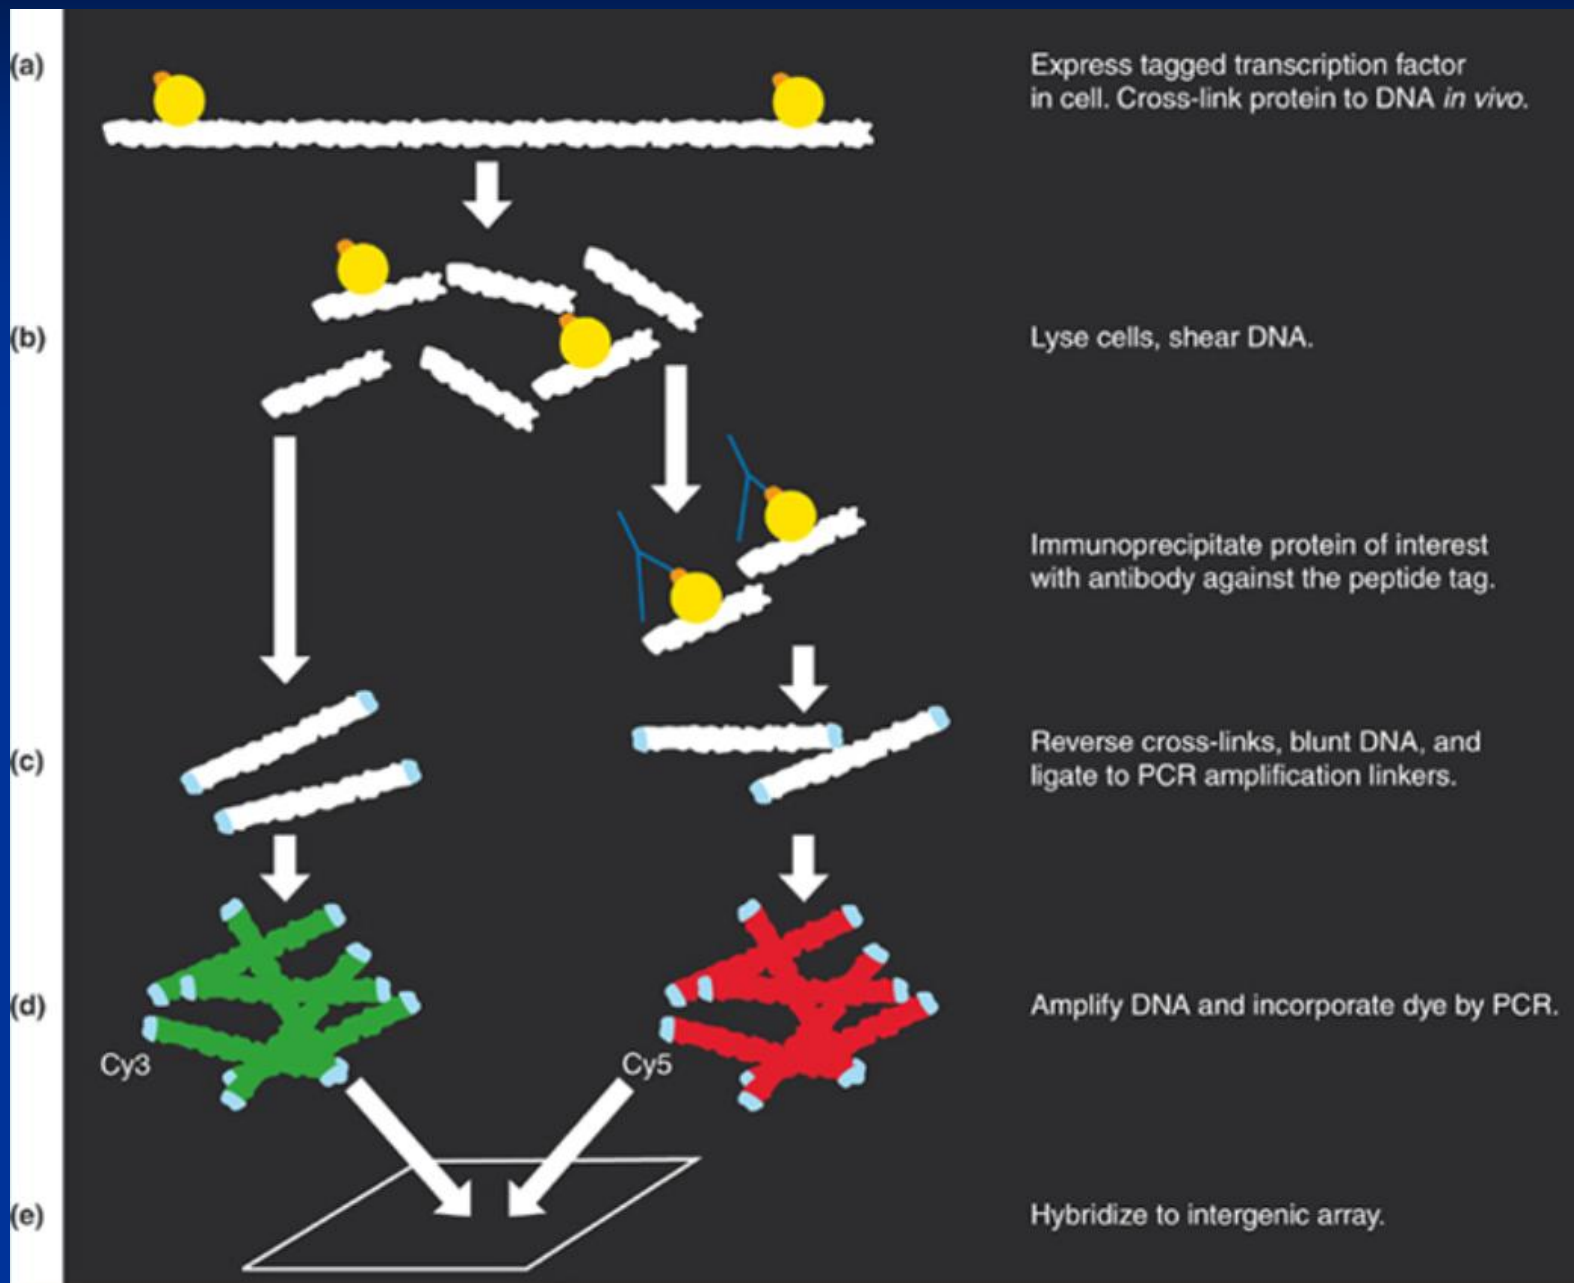 (a)
Express tagged transcription factor
in cell. Cross-link protein to DNA in vivo.
(b)
Lyse cells, shear DNA.
Immunoprecipitate protein of interest
with antibody against the peptide tag.
(c)
Reverse cross-links, blunt DNA, and
ligate to PCR amplification linkers.
(d)
Amplify DNA and incorporate dye by PCR.
Cy3
Cy5
(e)
Hybridize to intergenic array.